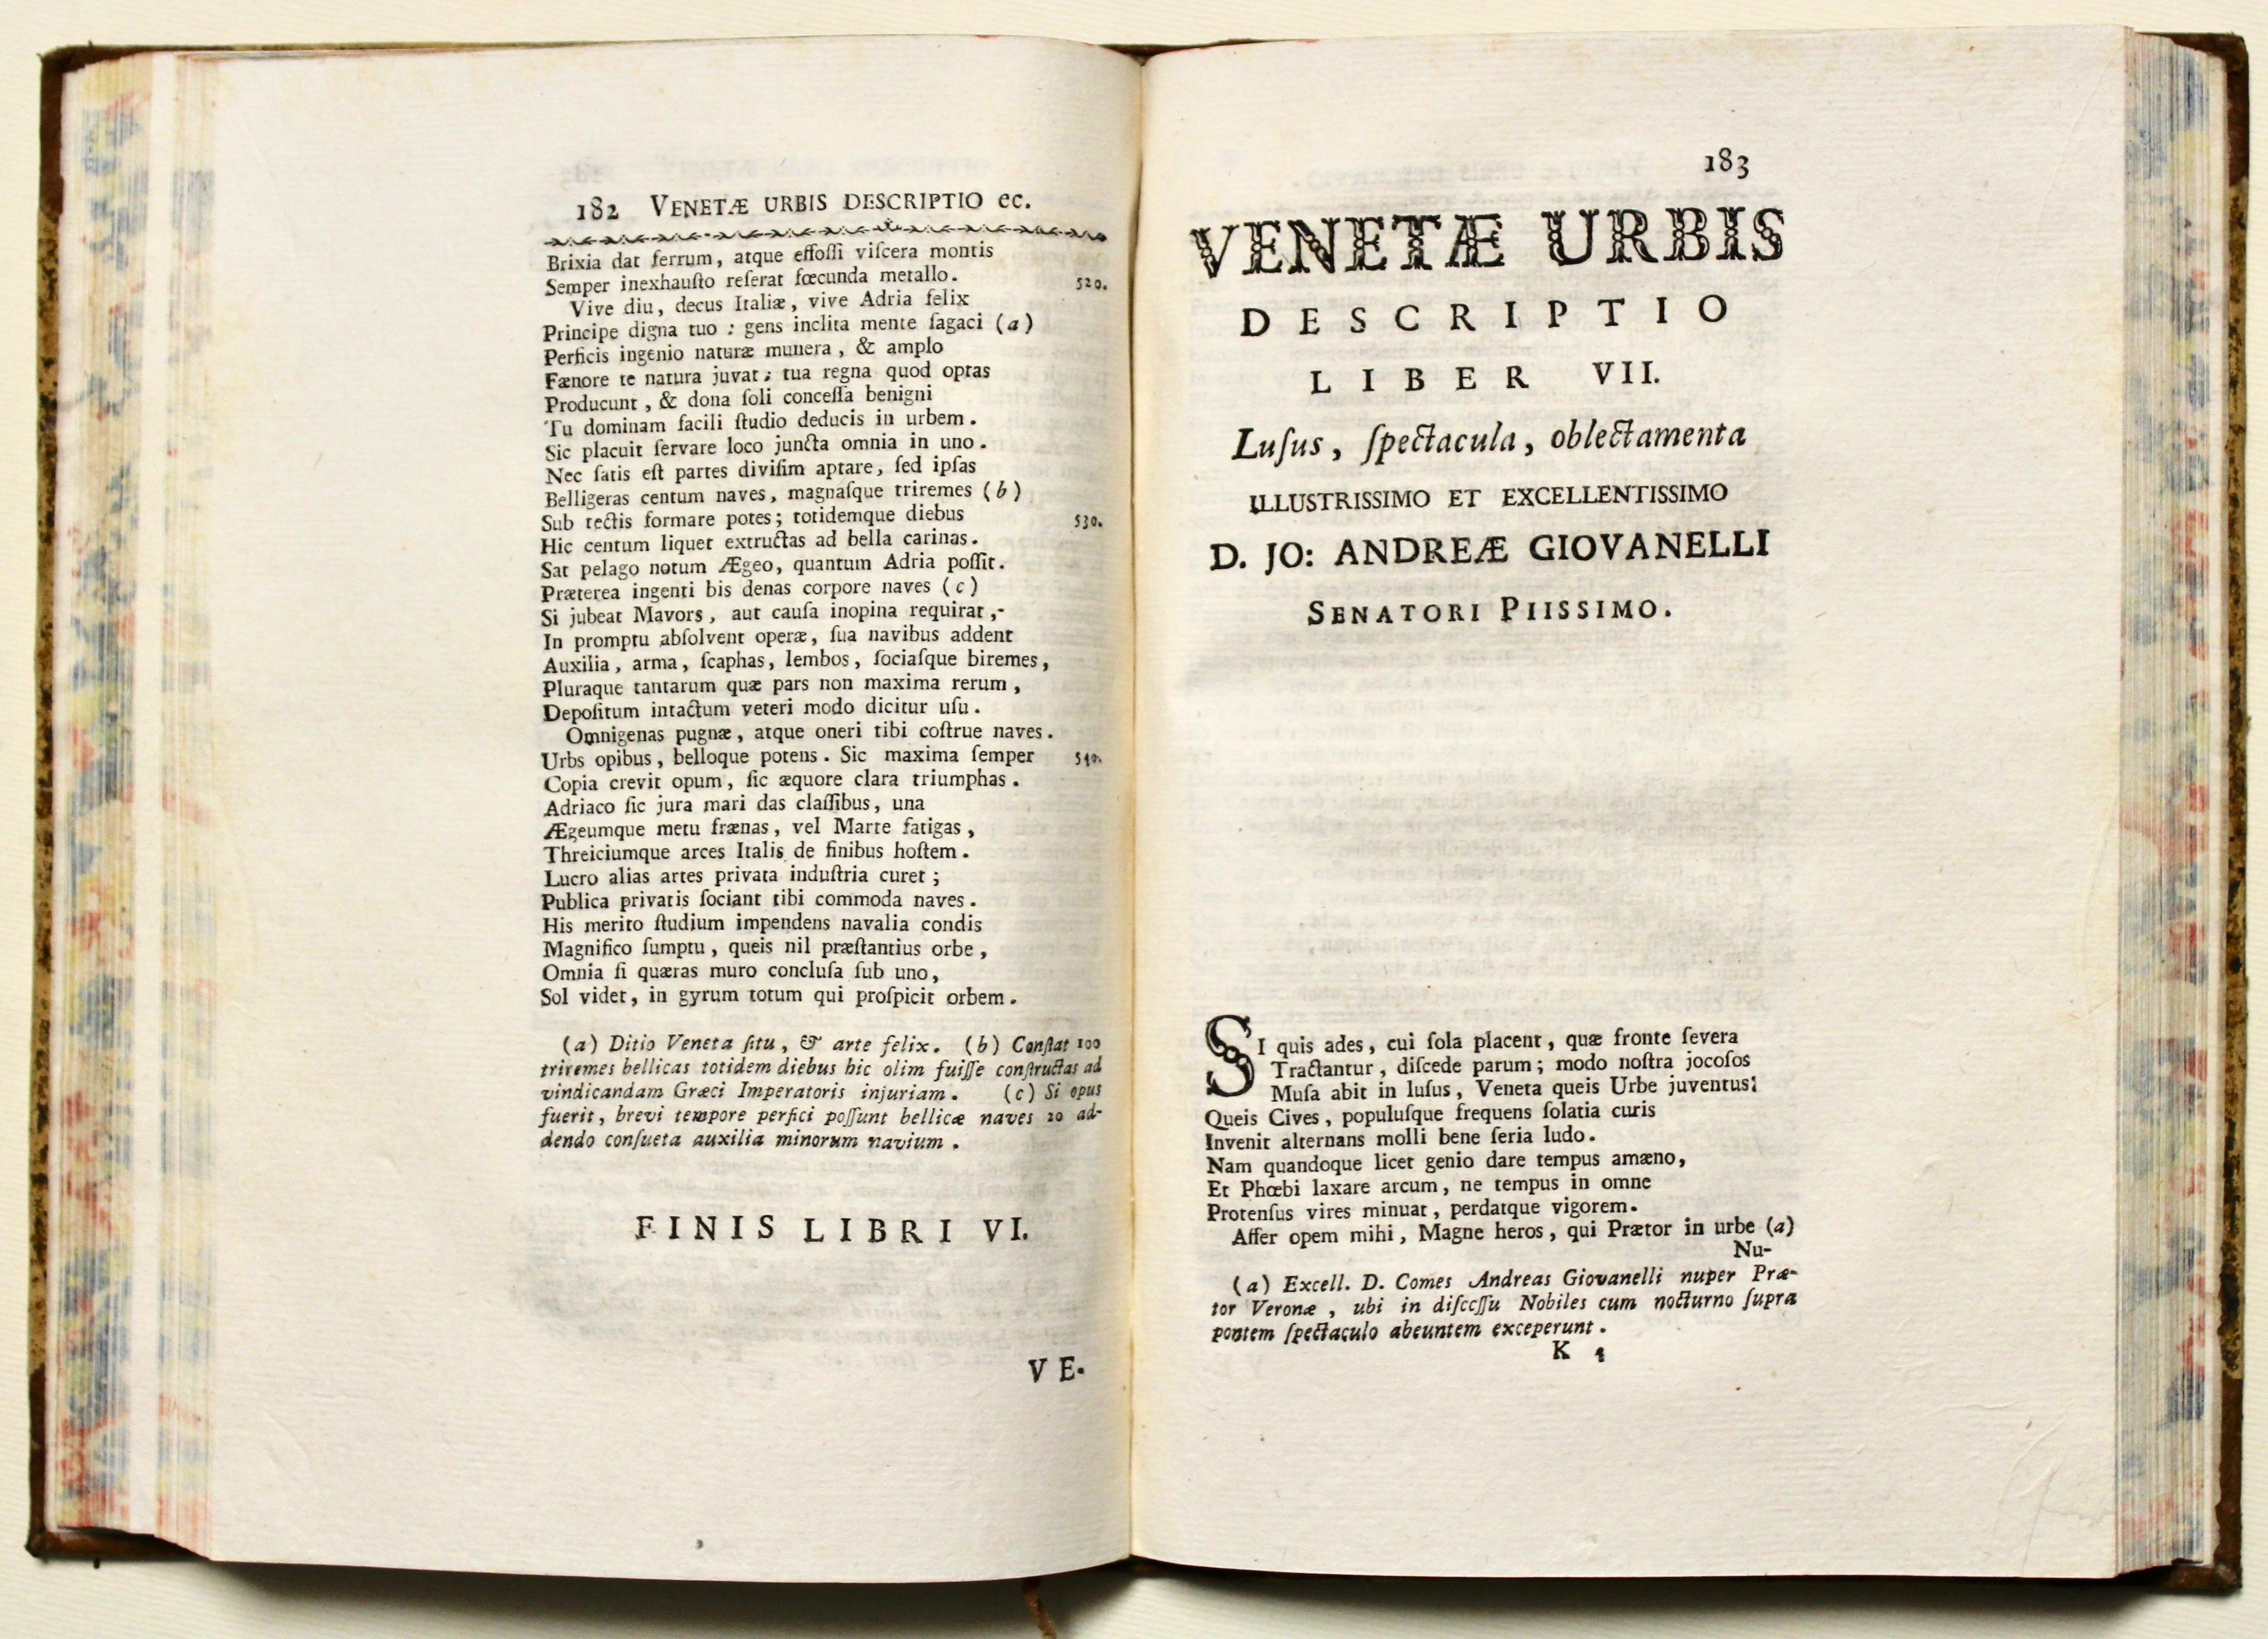 182 VENETÆ URBIS DESCRIPTIO ec.
Brixia dat ferrum, atque effoſſi viſcera montis
Semper inexhauſto reſerat fœcunda metallo. 520.
Vive diu, decus Italiæ, vive Adria felix
Principe digna tuo : gens inclita mente ſagaci (a)
Perficis ingenio naturæ munera, & amplo
Fænore te natura juvat; tua regna quod optas
Producunt, & dona ſoli conceſſa benigni
Tu dominam facili ſtudio deducis in urbem.
Sic placuit ſervare loco juncta omnia in uno.
Nec ſatis eſt partes diviſim aptare, ſed ipſas
Belligeras centum naves, magnaſque triremes (b)
Sub tectis formare potes; totidemque diebus 530.
Hic centum liquet extructas ad bella carinas.
Sat pelago notum Ægeo, quantum Adria poſſit.
Præterea ingenti bis denas corpore naves (c)
Si jubeat Mavors, aut cauſa inopina requirat,-
In promptu abſolvent operæ, ſua navibus addent
Auxilia, arma, ſcaphas, lembos, ſociaſque biremes,
Pluraque tantarum quæ pars non maxima rerum,
Depoſitum intactum veteri modo dicitur uſu.
Omnigenas pugnæ, atque oneri tibi coſtrue naves.
Urbs opibus, belloque potens. Sic maxima ſemper 540.
Copia crevit opum, ſic æquore clara triumphas.
Adriaco ſic jura mari das claſſibus, una
Ægeumque metu frænas, vel Marte fatigas,
Threiciumque arces Italis de finibus hoſtem.
Lucro alias artes privata induſtria curet;
Publica privatis ſociant tibi commoda naves.
His merito ſtudium impendens navalia condis
Magnifico ſumptu, queis nil præſtantius orbe,
Omnia ſi quæras muro concluſa ſub uno,
Sol videt, in gyrum totum qui proſpicit orbem.
(a) Ditio Veneta ſitu, & arte felix. (b) Conſtat 100
triremes bellicas totidem diebus hic olim fuiſſe conſtructas ad
vindicandam Græci Imperatoris injuriam. (c) Si opus
fuerit, brevi tempore perfici poſſunt bellicæ naves 20 ad-
dendo conſueta auxilia minorum navium.
FINIS LIBRI VI.
VE-
183
VENETÆ URBIS
DESCRIPTIO
LIBER VII.
Luſus, ſpectacula, oblectamenta
ILLUSTRISSIMO ET EXCELLENTISSIMO
D. JO: ANDREÆ GIOVANELLI
SENATORI PIISSIMO.
SI quis ades, cui ſola placent, quæ fronte ſevera
Tractantur, diſcede parum; modo noſtra jocoſos
Muſa abit in luſus, Veneta queis Urbe juventus;
Queis Cives, populuſque frequens ſolatia curis
Invenit alternans molli bene ſeria ludo.
Nam quandoque licet genio dare tempus amæno,
Et Phœbi laxare arcum, ne tempus in omne
Protenſus vires minuat, perdatque vigorem.
Affer opem mihi, Magne heros, qui Prætor in urbe (a)
Nu-
(a) Excell. D. Comes Andreas Giovanelli nuper Præ-
tor Veronæ, ubi in diſceſſu Nobiles cum nocturno ſupra
pontem ſpectaculo abeuntem exceperunt.
K 4